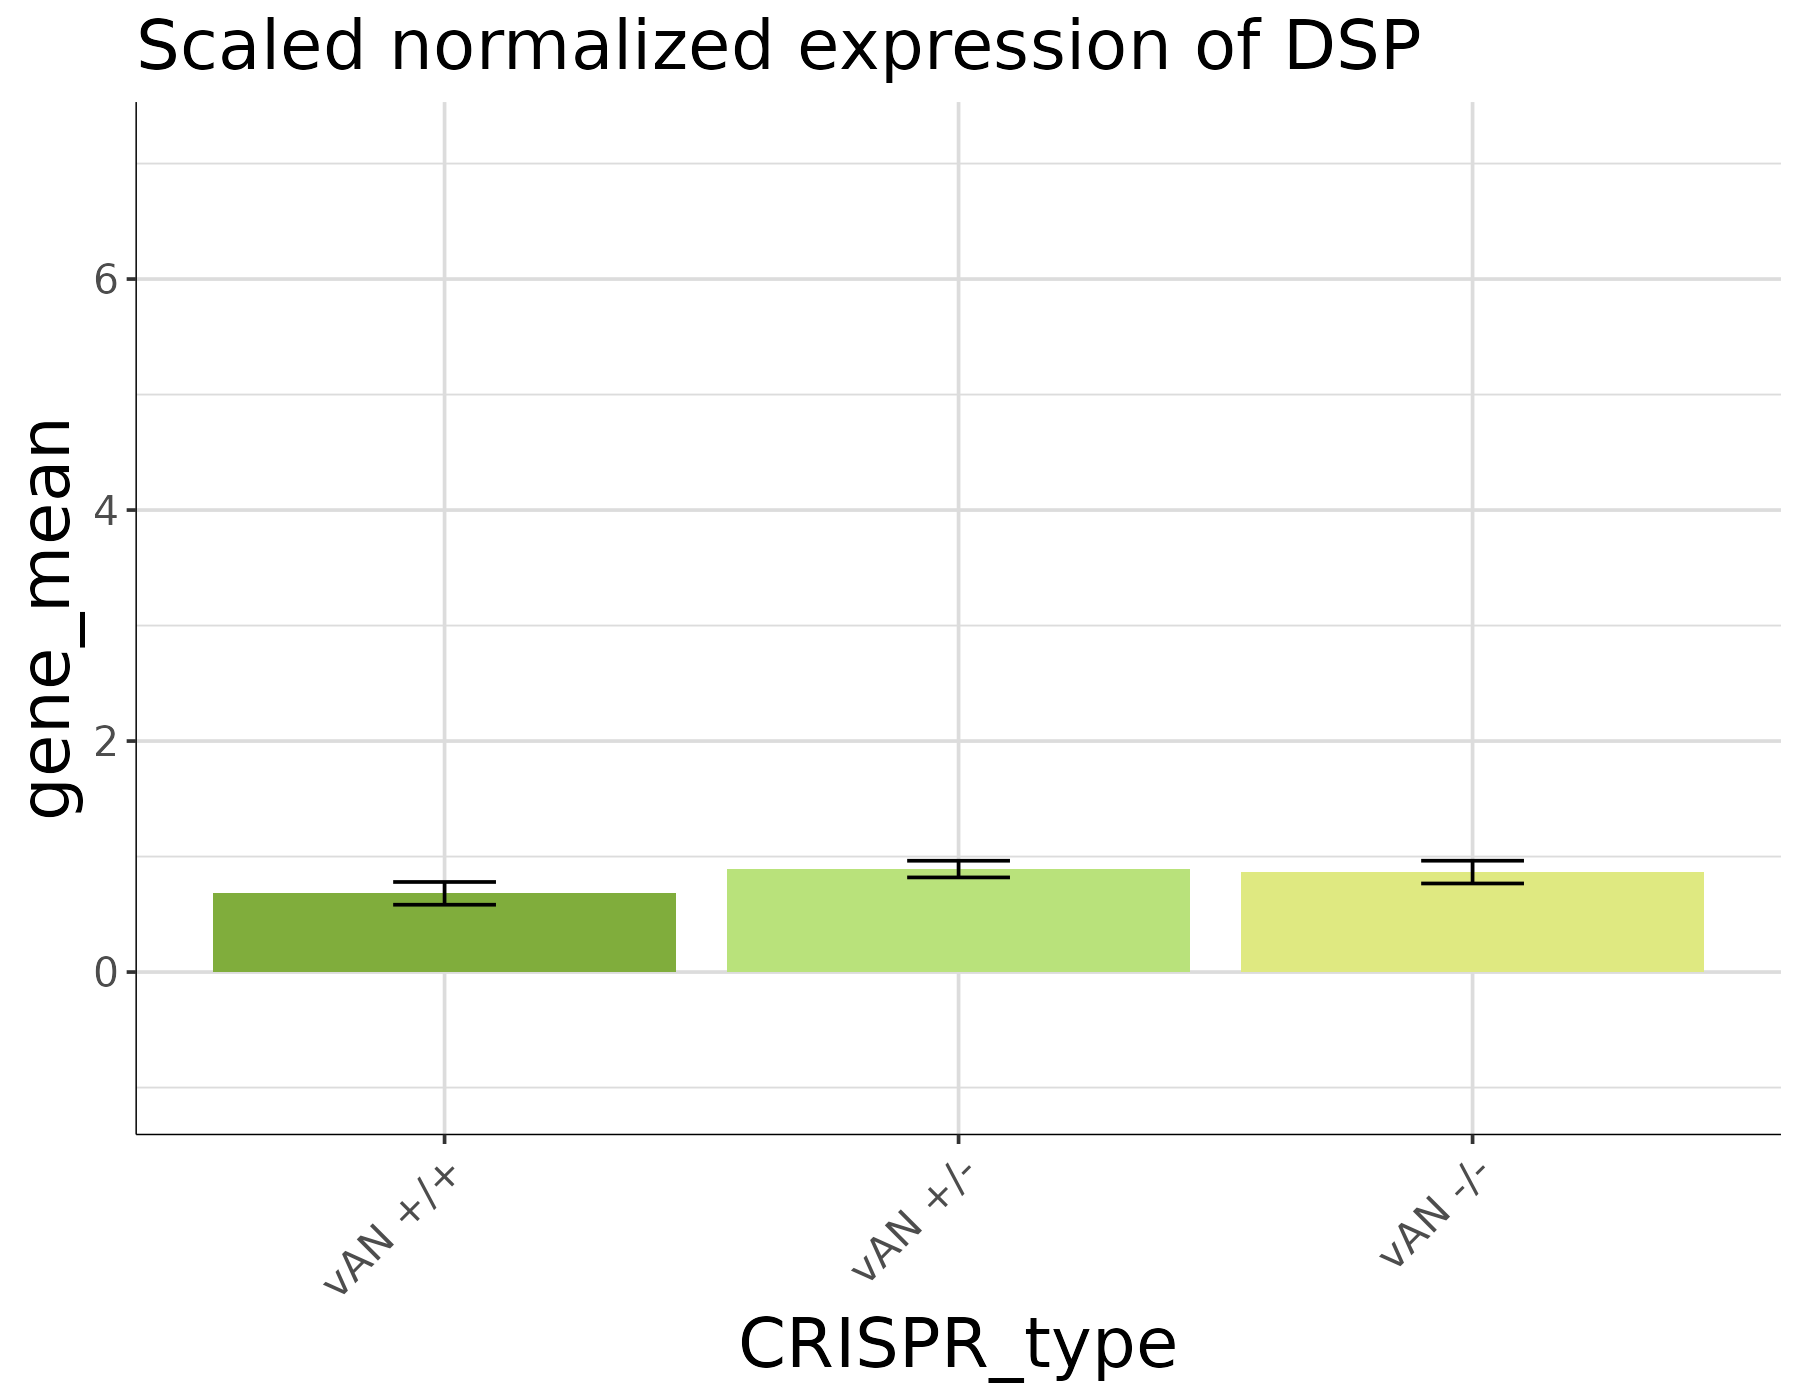 Scaled normalized expression of DSP
gene_mean
6
4
2
0
vAN +/+
vAN +/-
vAN -/-
CRISPR_type